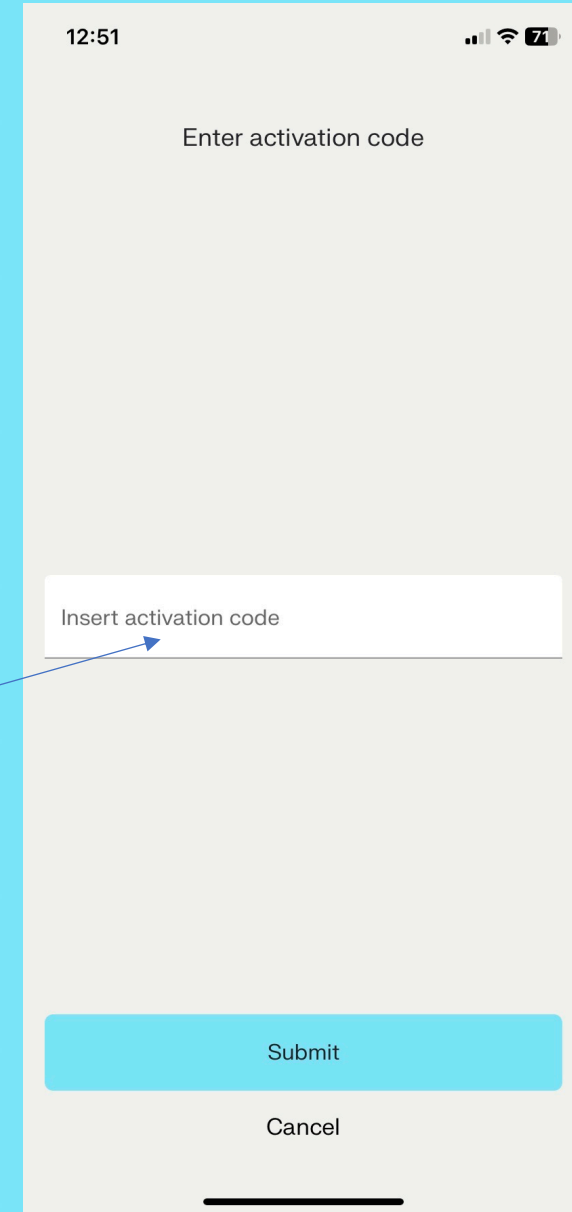 12:51
71
Enter activation code
Insert activation code
Submit
Cancel